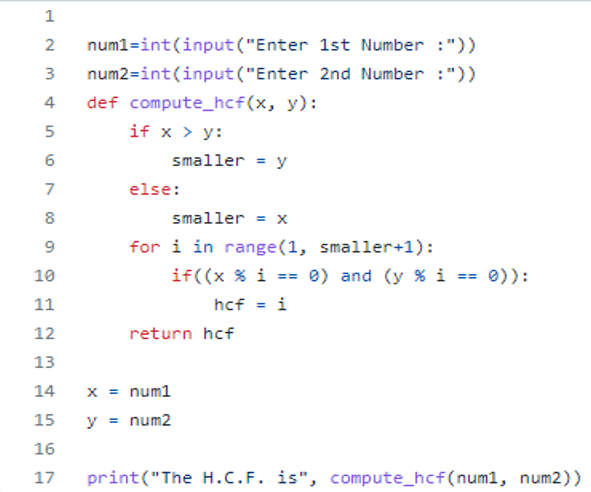 1
2 num1=int(input("Enter 1st Number :"))
3 num2=int(input("Enter 2nd Number :"))
4 def compute_hcf(x, y):
5     if x > y:
6         smaller = y
7     else:
8         smaller = x
9     for i in range(1, smaller+1):
10         if((x % i == 0) and (y % i == 0)):
11             hcf = i
12     return hcf
13
14 x = num1
15 y = num2
16
17 print("The H.C.F. is", compute_hcf(num1, num2))